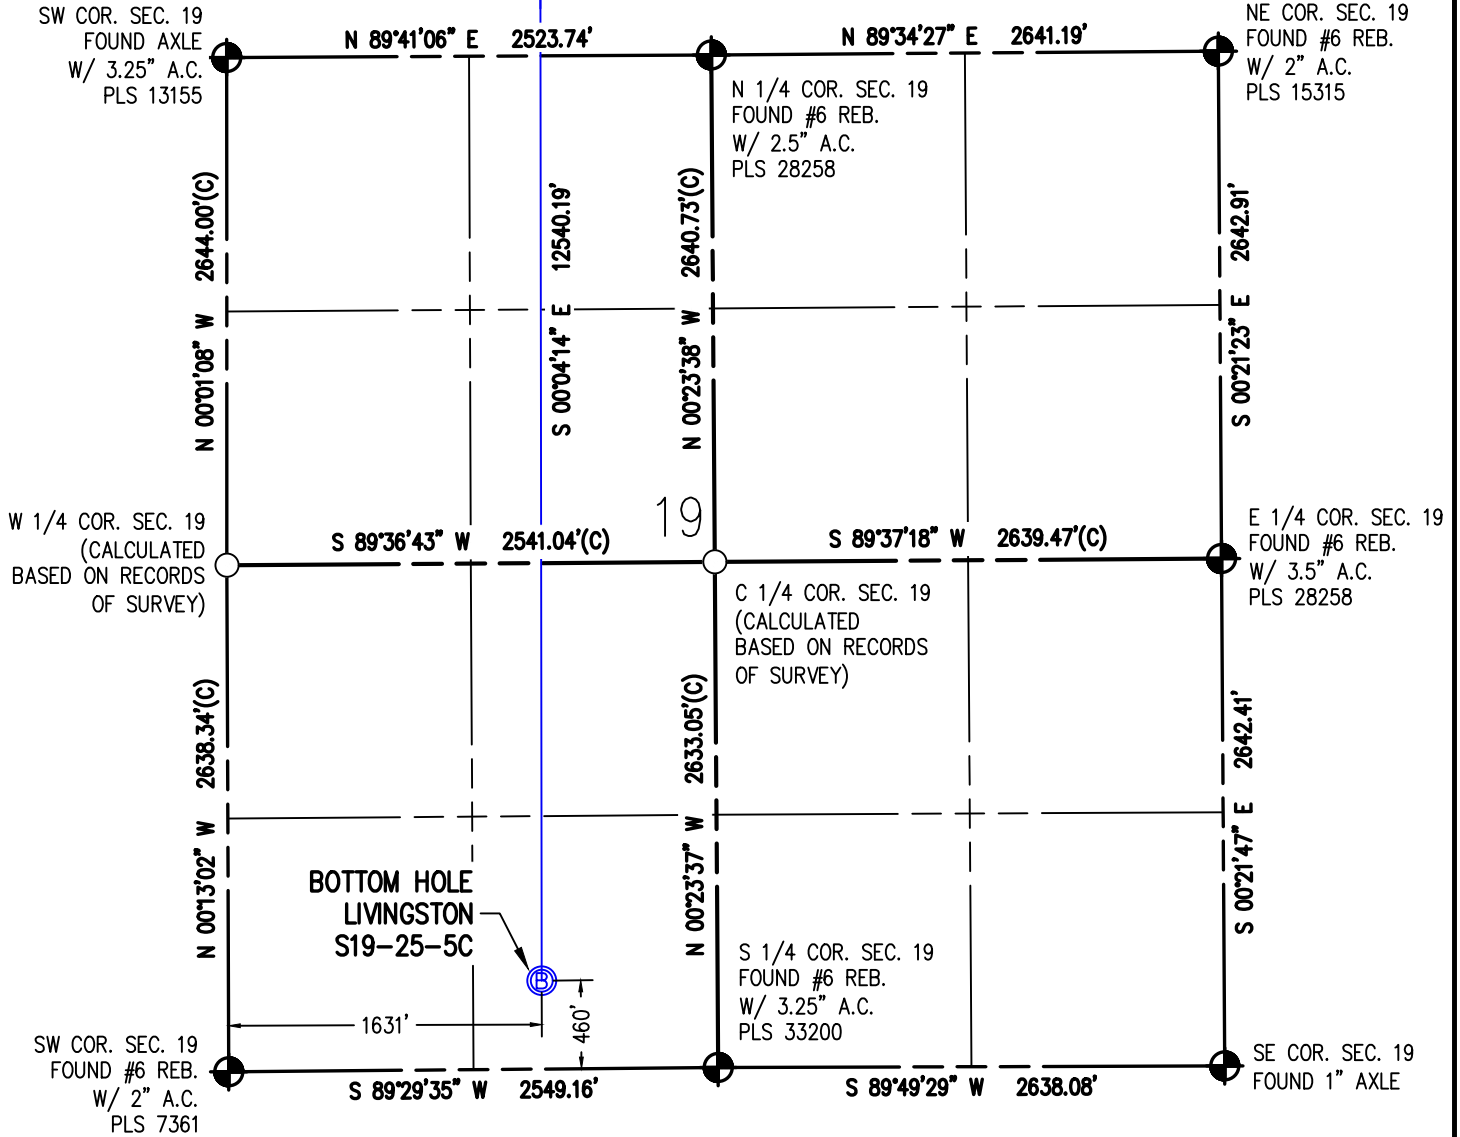 SW COR. SEC. 19
FOUND AXLE
W/ 3.25" A.C.
PLS 13155
N 89°41'06" E 2523.74'
N 89°34'27" E 2641.19'
NE COR. SEC. 19
FOUND #6 REB.
W/ 2" A.C.
PLS 15315
N 1/4 COR. SEC. 19
FOUND #6 REB.
W/ 2.5" A.C.
PLS 28258
N 00°01'08" W 2644.00'(C)
S 00°04'14" E 12540.19'
N 00°23'38" W 2640.73'(C)
S 00°21'23" E 2642.91'
W 1/4 COR. SEC. 19
(CALCULATED
BASED ON RECORDS
OF SURVEY)
S 89°36'43" W 2541.04'(C)
19
S 89°37'18" W 2639.47'(C)
E 1/4 COR. SEC. 19
FOUND #6 REB.
W/ 3.5" A.C.
PLS 28258
C 1/4 COR. SEC. 19
(CALCULATED
BASED ON RECORDS
OF SURVEY)
N 00°13'02" W 2638.34'(C)
N 00°23'37" W 2633.05'(C)
S 00°21'47" E 2642.41'
BOTTOM HOLE
LIVINGSTON
S19-25-5C
B
1631'
460'
S 1/4 COR. SEC. 19
FOUND #6 REB.
W/ 3.25" A.C.
PLS 33200
SW COR. SEC. 19
FOUND #6 REB.
W/ 2" A.C.
PLS 7361
S 89°29'35" W 2549.16'
S 89°49'29" W 2638.08'
SE COR. SEC. 19
FOUND 1" AXLE